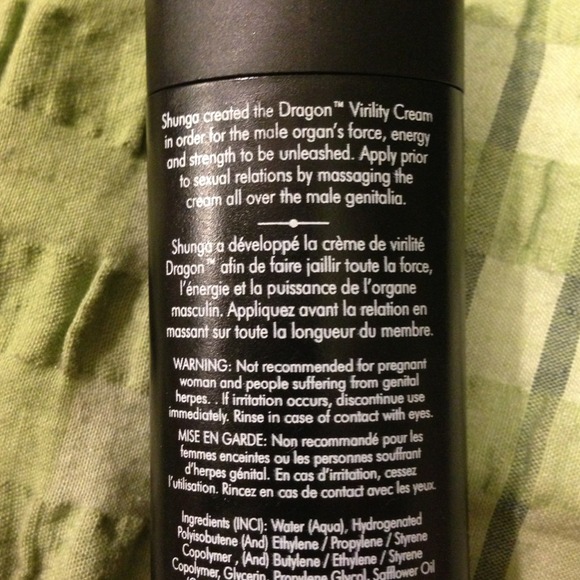 Shunga created the Dragon™ Virility Cream
in order for the male organ's force, energy
and strength to be unleashed. Apply prior
to sexual relations by massaging the
cream all over the male genitalia.
Shunga a développé la crème de virilité
Dragon™ afin de faire jaillir toute la force,
l'énergie et la puissance de l'organe
masculin. Appliquez avant la relation en
massant sur toute la longueur du membre.
WARNING: Not recommended for pregnant
woman and people suffering from genital
herpes. . If irritation occurs, discontinue use
immediately. Rinse in case of contact with eyes.
MISE EN GARDE: Non recommandé pour les
femmes enceintes ou les personnes souffrant
d'herpes génital. En cas d'irritation, cessez
l'utilisation. Rincez en cas de contact avec les yeux.
Ingredients (INCI): Water (Aqua), Hydrogenated
Polyisobutene (And) Ethylene / Propylene / Styrene
Copolymer , (And) Butylene / Ethylene / Styrene
Copolymer, Glycerin, Propylene Glycol, Safflower Oil